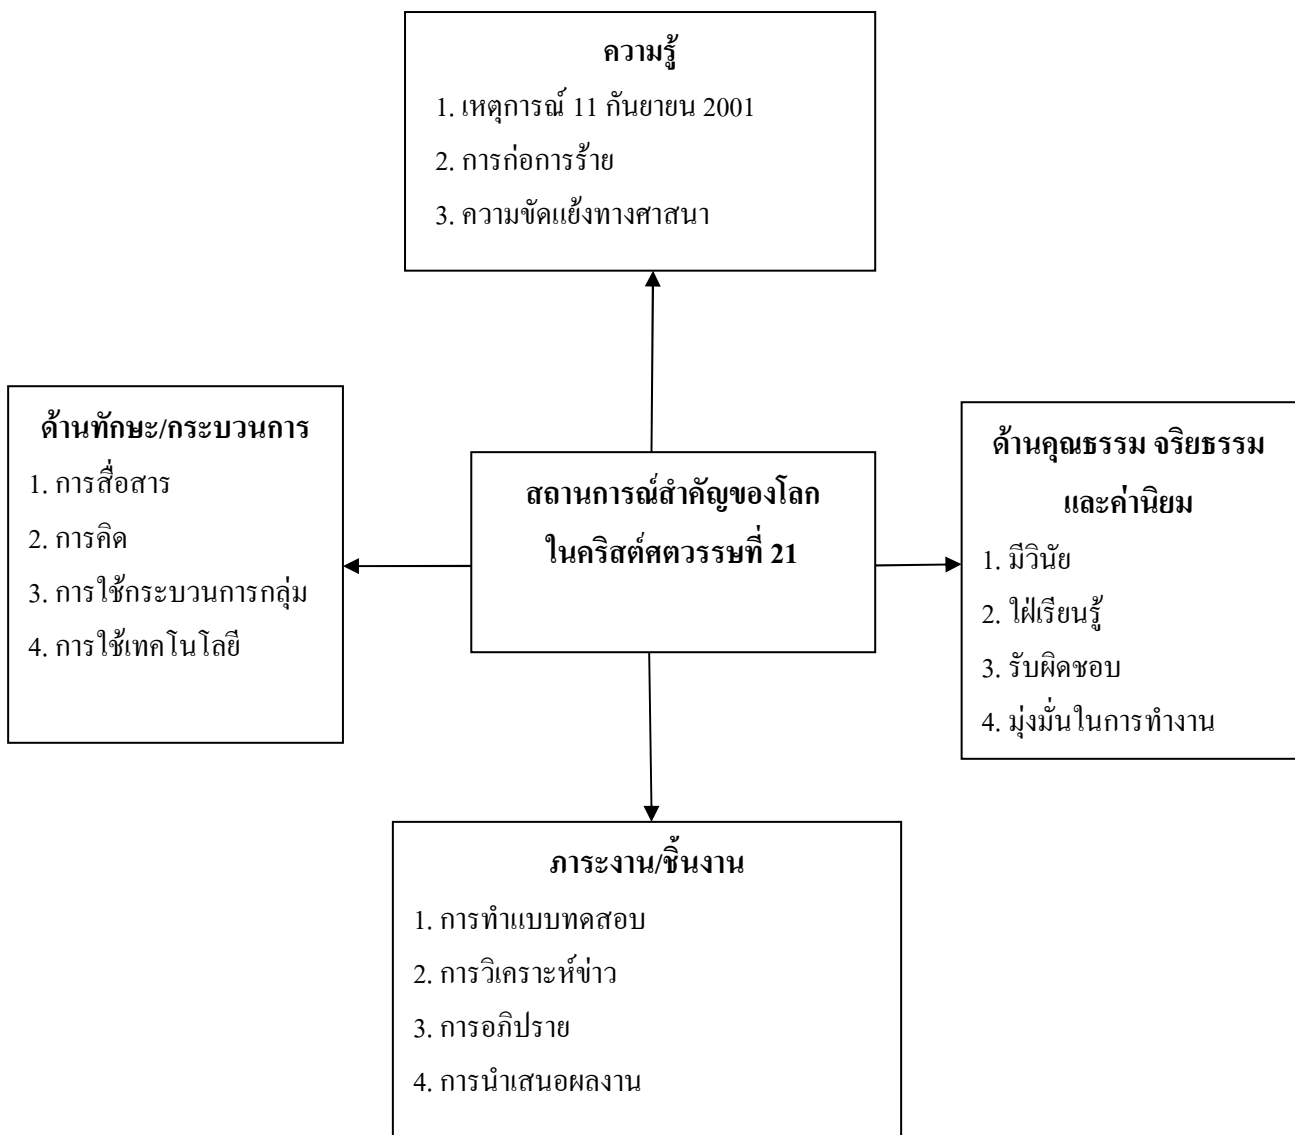 ความรู้
1. เหตุการณ์ 11 กันยายน 2001
2. การก่อการร้าย
3. ความขัดแย้งทางศาสนา
ด้านทักษะ/กระบวนการ
1. การสื่อสาร
2. การคิด
3. การใช้กระบวนการกลุ่ม
4. การใช้เทคโนโลยี
สถานการณ์สำคัญของโลก
ในคริสต์ศตวรรษที่ 21
ด้านคุณธรรม จริยธรรม
และค่านิยม
1. มีวินัย
2. ใฝ่เรียนรู้
3. รับผิดชอบ
4. มุ่งมั่นในการทำงาน
ภาระงาน/ชิ้นงาน
1. การทำแบบทดสอบ
2. การวิเคราะห์ข่าว
3. การอภิปราย
4. การนำเสนอผลงาน